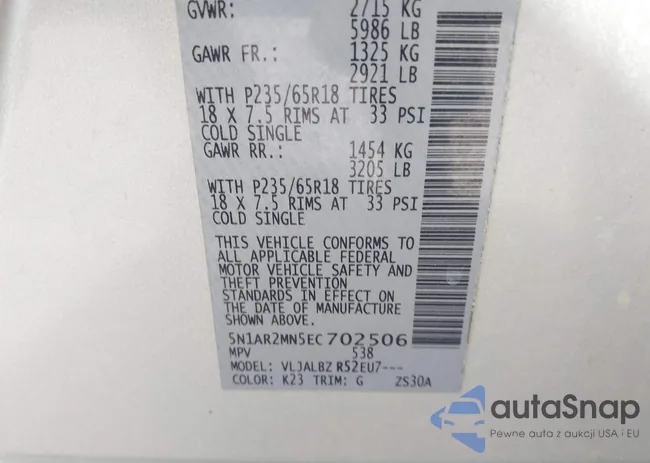 GVWR: 2715 KG
5986 LB
GAWR FR.: 1325 KG
2921 LB
WITH P235/65R18 TIRES
18 X 7.5 RIMS AT 33 PSI
COLD SINGLE
GAWR RR.: 1454 KG
3205 LB
WITH P235/65R18 TIRES
18 X 7.5 RIMS AT 33 PSI
COLD SINGLE
THIS VEHICLE CONFORMS TO
ALL APPLICABLE FEDERAL
MOTOR VEHICLE SAFETY AND
THEFT PREVENTION
STANDARDS IN EFFECT ON
THE DATE OF MANUFACTURE
SHOWN ABOVE.
5N1AR2MN5EC702506
MPV 538
MODEL: VLJALBZ R52EU7---
COLOR: K23 TRIM: G ZS30A
autaSnap
Pewne auta z aukcji USA i EU